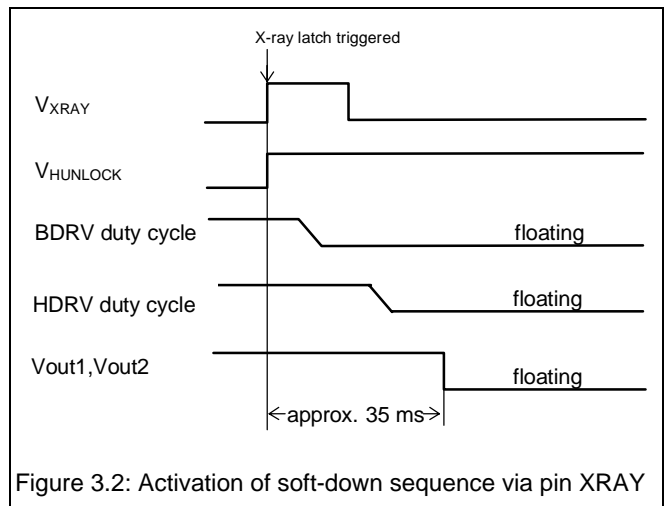 X-ray latch triggered
VXRAY
VHUNLOCK
BDRV duty cycle
floating
HDRV duty cycle
floating
Vout1,Vout2
floating
approx. 35 ms
Figure 3.2: Activation of soft-down sequence via pin XRAY